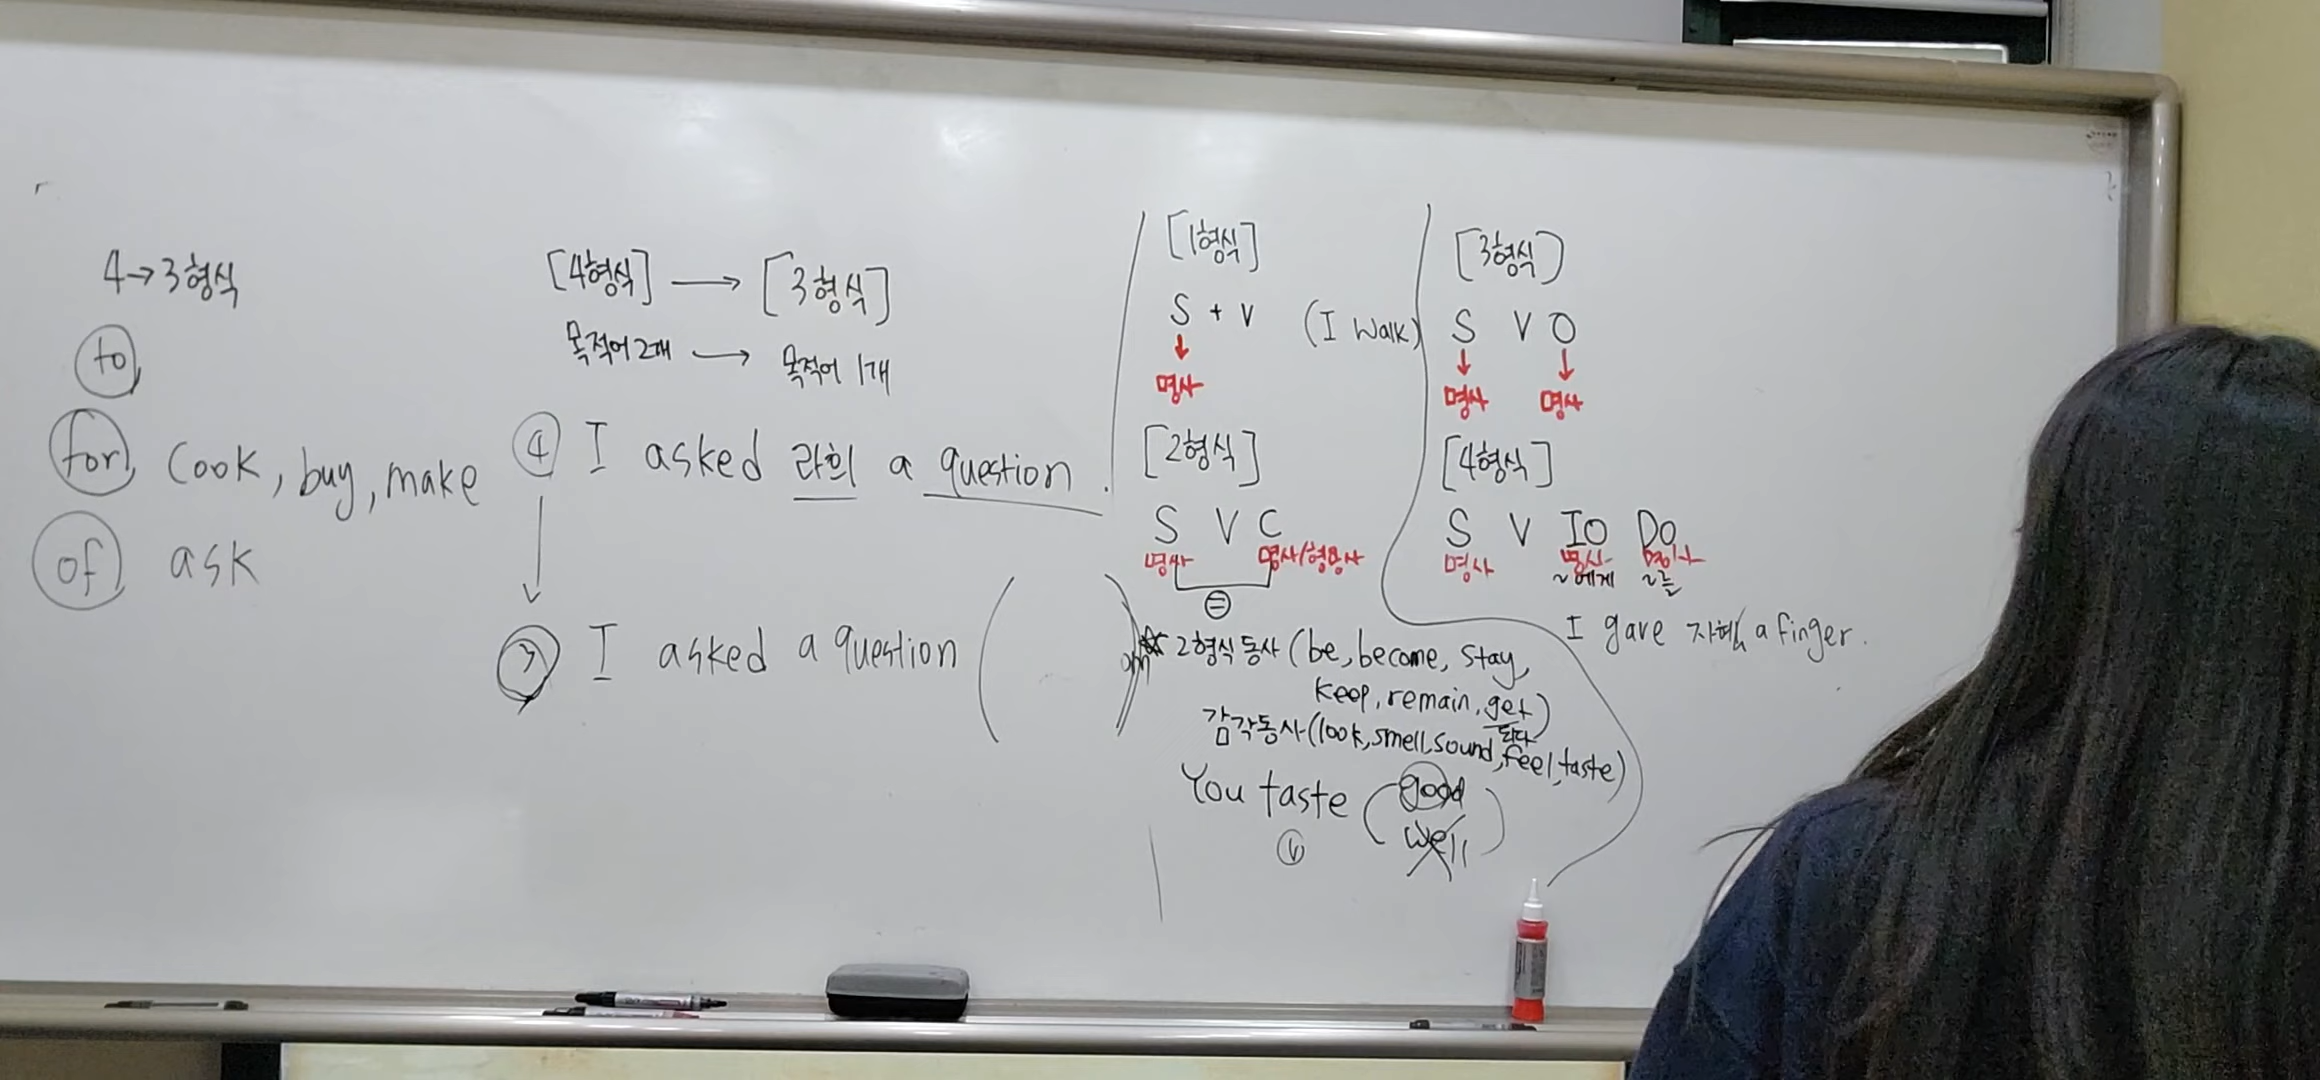 4→3형식
to
for cook, buy, make
of ask
[4형식] → [3형식]
목적어 2개 → 목적어 1개
④ I asked 라희 a question.
↓
③ I asked a question ( )
[1형식]
S + V (I walk)
↓
명사
[2형식]
S V C
명사 명사/형용사
=
☆ 2형식 동사 (be, become, stay,
keep, remain, get)
되다
감각동사 (look, smell, sound, feel, taste)
You taste (good
well)
[3형식]
S V O
↓ ↓
명사 명사
[4형식]
S V IO DO
명사 명사 명사
~에게 ~를
I gave 자혜 a finger.